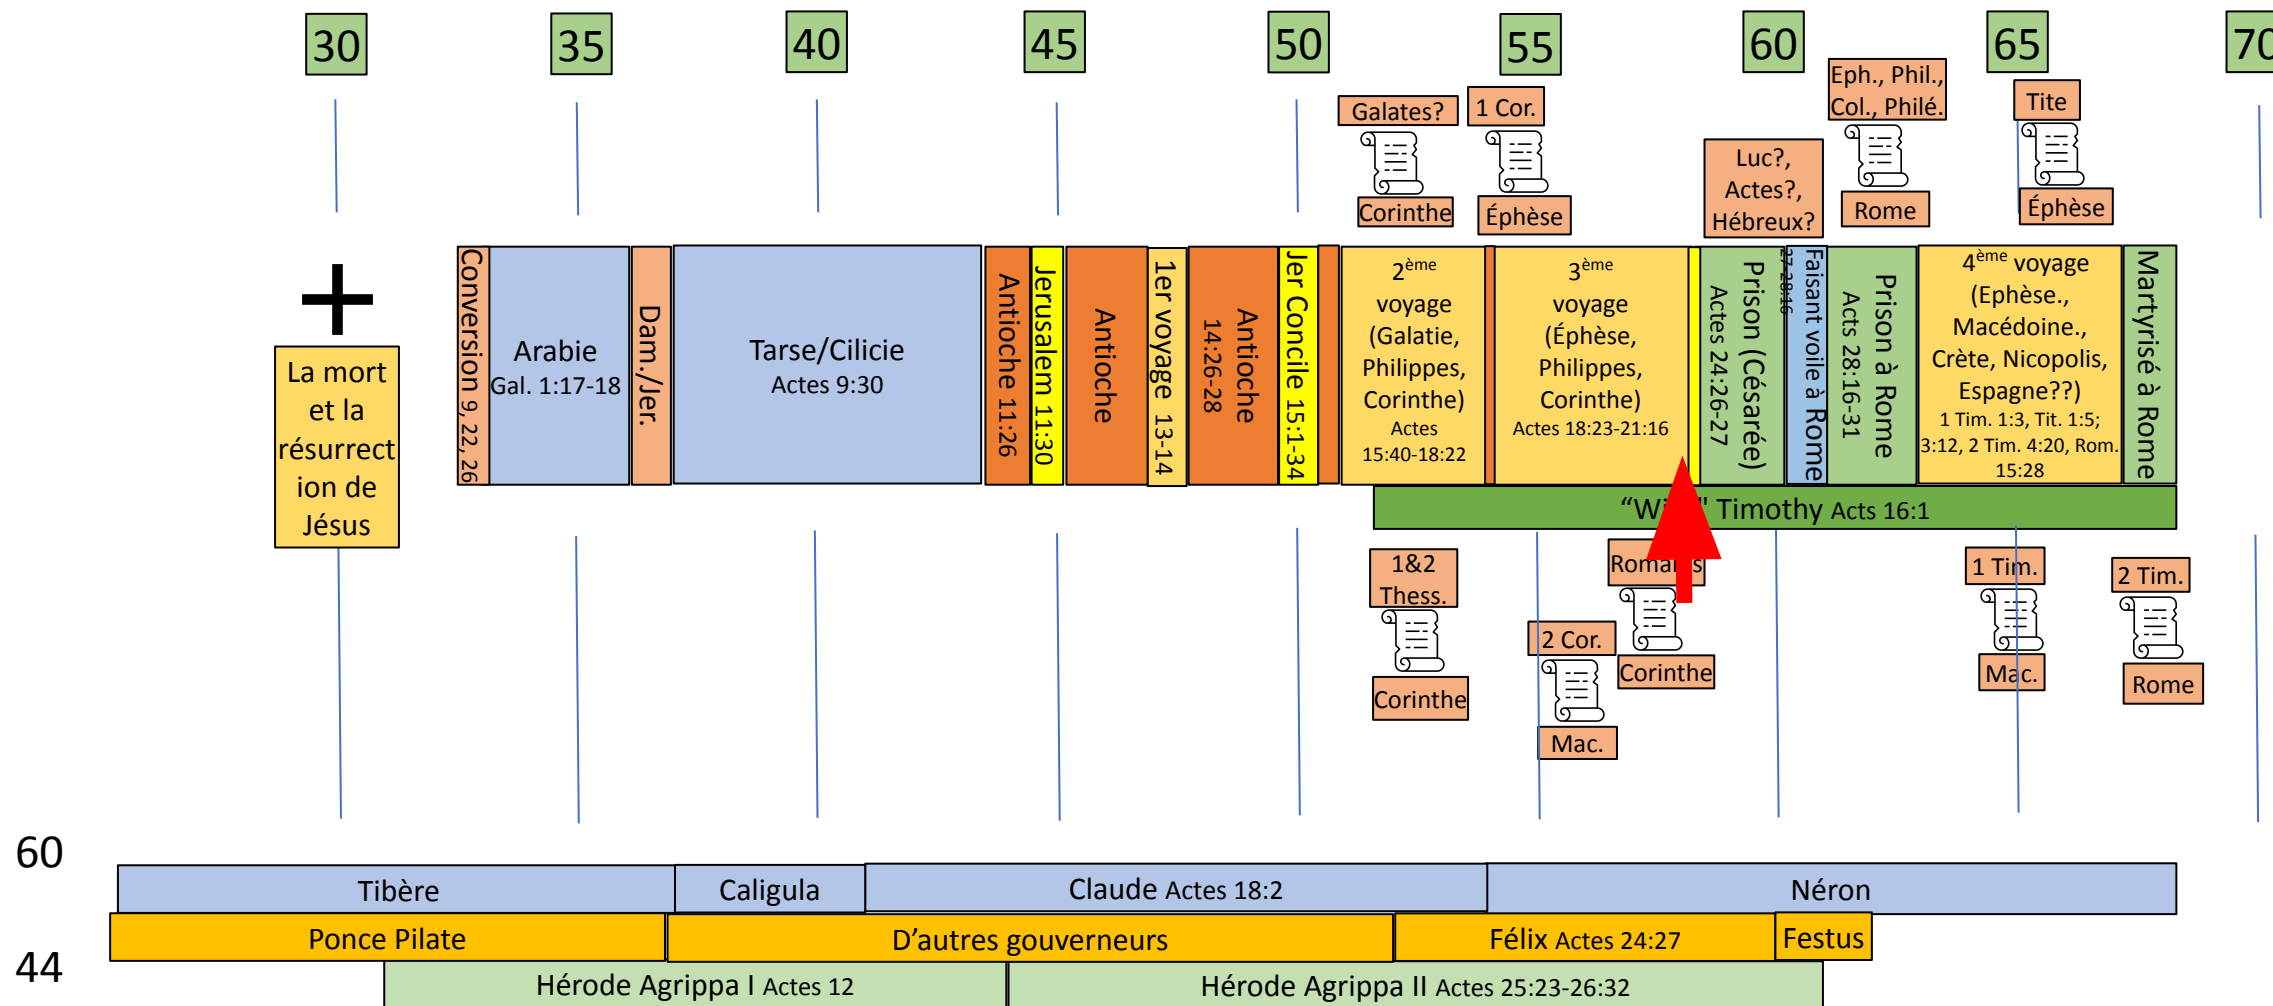 30
35
40
45
50
55
60
65
70
Galates?
Corinthe
1 Cor.
Éphèse
Luc?,
Actes?,
Hébreux?
Eph., Phil.,
Col., Philé.
Rome
Tite
Éphèse
La mort
et la
résurrect
ion de
Jésus
Conversion 9, 22, 26
Arabie
Gal. 1:17-18
Dam./Jer.
Tarse/Cilicie
Actes 9:30
Antioche 11:26
Jerusalem 11:30
Antioche
1er voyage 13-14
Antioche
14:26-28
Jer Concile 15:1-34
2ème
voyage
(Galatie,
Philippes,
Corinthe)
Actes
15:40-18:22
3ème
voyage
(Éphèse,
Philippes,
Corinthe)
Actes 18:23-21:16
Prison (Césarée)
Actes 24:26-27
Faisant voile à Rome
27-28:16
Prison à Rome
Acts 28:16-31
4ème voyage
(Ephèse.,
Macédoine.,
Crète, Nicopolis,
Espagne??)
1 Tim. 1:3, Tit. 1:5;
3:12, 2 Tim. 4:20, Rom.
15:28
Martyrisé à Rome
Timothy Acts 16:1
1&2
Thess.
Corinthe
2 Cor.
Mac.
Corinthe
1 Tim.
Mac.
2 Tim.
Rome
60
Tibère
Caligula
Claude Actes 18:2
Néron
Ponce Pilate
D'autres gouverneurs
Félix Actes 24:27
Festus
44
Hérode Agrippa I Actes 12
Hérode Agrippa II Actes 25:23-26:32